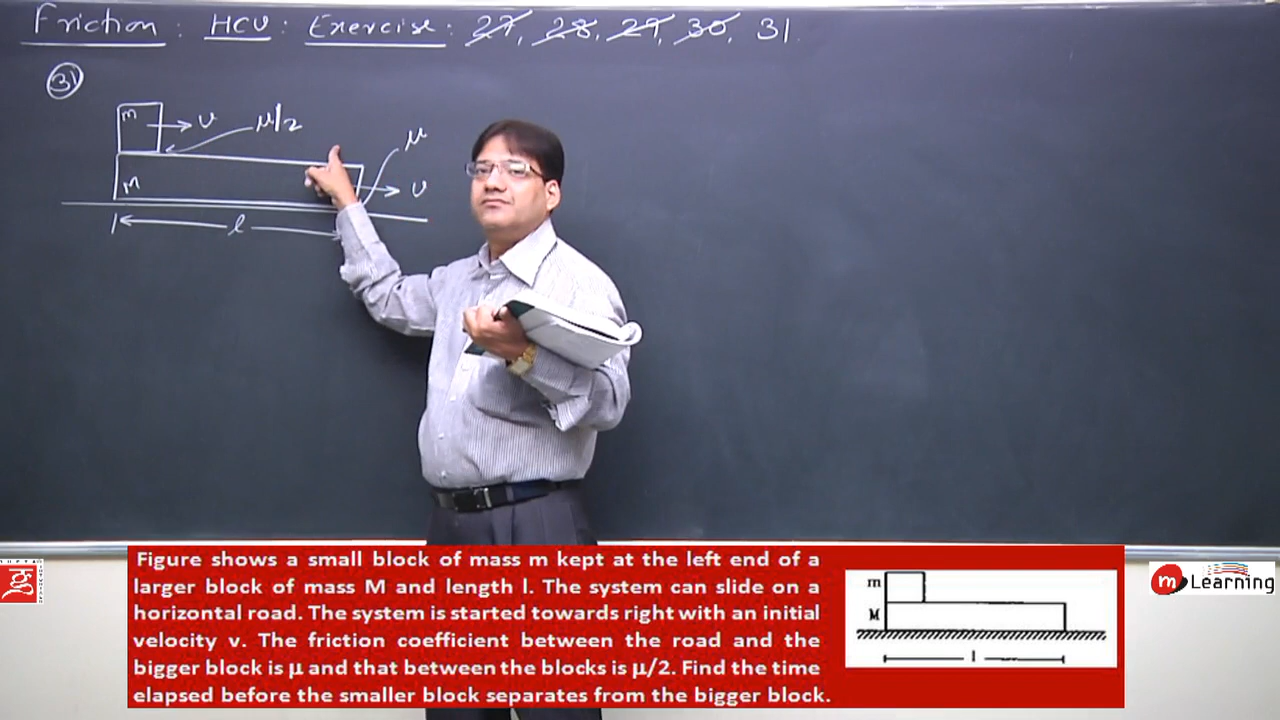 Friction : HCV : Exercise : 27, 28, 29, 30, 31.
31
m v μ/2
μ
M v
l
Figure shows a small block of mass m kept at the left end of a
larger block of mass M and length l. The system can slide on a
horizontal road. The system is started towards right with an initial
velocity v. The friction coefficient between the road and the
bigger block is μ and that between the blocks is μ/2. Find the time
elapsed before the smaller block separates from the bigger block.
m
M
l
m Learning